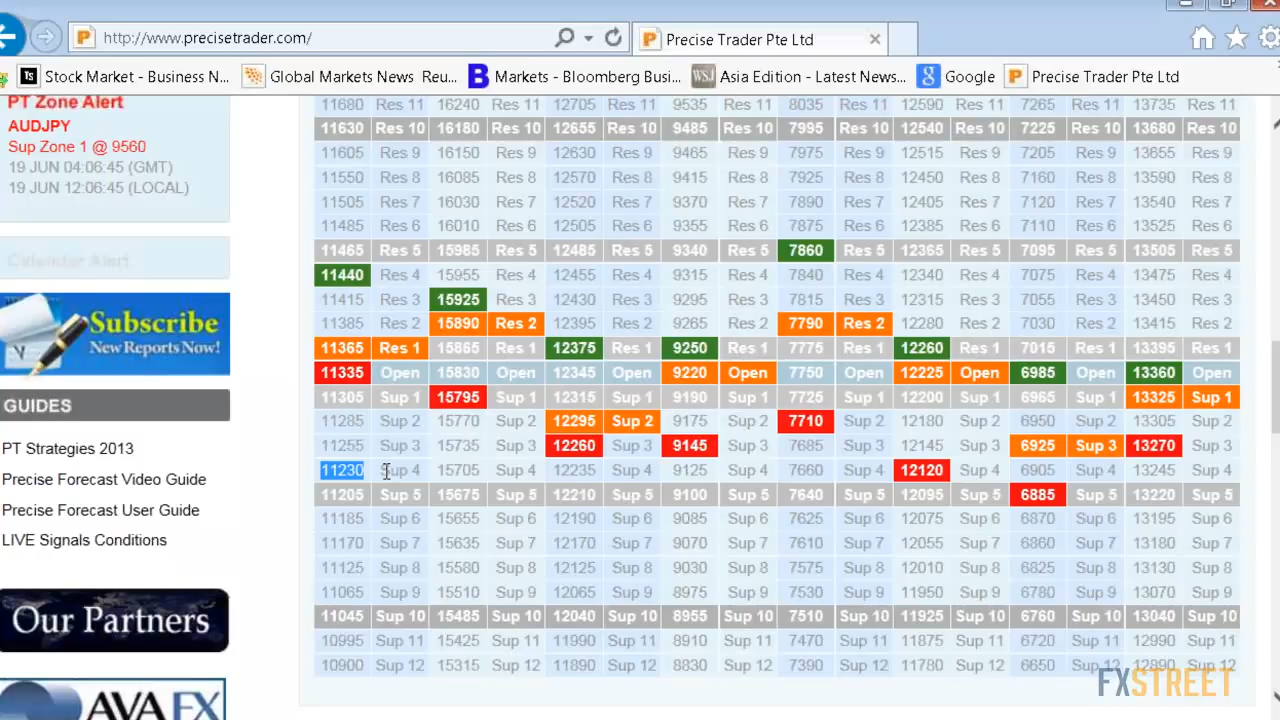 http://www.precisetrader.com/
Precise Trader Pte Ltd
Stock Market - Business N...
Global Markets News Reu...
Markets - Bloomberg Busi...
Asia Edition - Latest News...
Google
Precise Trader Pte Ltd
PT Zone Alert
AUDJPY
Sup Zone 1 @ 9560
19 JUN 04:06:45 (GMT)
19 JUN 12:06:45 (LOCAL)
Calendar Alert
Subscribe
New Reports Now!
GUIDES
PT Strategies 2013
Precise Forecast Video Guide
Precise Forecast User Guide
LIVE Signals Conditions
Our Partners
AVAFX
11680 Res 11 16240 Res 11 12705 Res 11 9535 Res 11 8035 Res 11 12590 Res 11 7265 Res 11 13735 Res 11
11630 Res 10 16180 Res 10 12655 Res 10 9485 Res 10 7995 Res 10 12540 Res 10 7225 Res 10 13680 Res 10
11605 Res 9 16150 Res 9 12630 Res 9 9465 Res 9 7975 Res 9 12515 Res 9 7205 Res 9 13655 Res 9
11550 Res 8 16085 Res 8 12570 Res 8 9415 Res 8 7925 Res 8 12450 Res 8 7160 Res 8 13590 Res 8
11505 Res 7 16030 Res 7 12520 Res 7 9370 Res 7 7890 Res 7 12405 Res 7 7120 Res 7 13540 Res 7
11485 Res 6 16010 Res 6 12505 Res 6 9355 Res 6 7875 Res 6 12385 Res 6 7110 Res 6 13525 Res 6
11465 Res 5 15985 Res 5 12485 Res 5 9340 Res 5 7860 Res 5 12365 Res 5 7095 Res 5 13505 Res 5
11440 Res 4 15955 Res 4 12455 Res 4 9315 Res 4 7840 Res 4 12340 Res 4 7075 Res 4 13475 Res 4
11415 Res 3 15925 Res 3 12430 Res 3 9295 Res 3 7815 Res 3 12315 Res 3 7055 Res 3 13450 Res 3
11385 Res 2 15890 Res 2 12395 Res 2 9265 Res 2 7790 Res 2 12280 Res 2 7030 Res 2 13415 Res 2
11365 Res 1 15865 Res 1 12375 Res 1 9250 Res 1 7775 Res 1 12260 Res 1 7015 Res 1 13395 Res 1
11335 Open 15830 Open 12345 Open 9220 Open 7750 Open 12225 Open 6985 Open 13360 Open
11305 Sup 1 15795 Sup 1 12315 Sup 1 9190 Sup 1 7725 Sup 1 12200 Sup 1 6965 Sup 1 13325 Sup 1
11285 Sup 2 15770 Sup 2 12295 Sup 2 9175 Sup 2 7710 Sup 2 12180 Sup 2 6950 Sup 2 13305 Sup 2
11255 Sup 3 15735 Sup 3 12260 Sup 3 9145 Sup 3 7685 Sup 3 12145 Sup 3 6925 Sup 3 13270 Sup 3
11230 Sup 4 15705 Sup 4 12235 Sup 4 9125 Sup 4 7660 Sup 4 12120 Sup 4 6905 Sup 4 13245 Sup 4
11205 Sup 5 15675 Sup 5 12210 Sup 5 9100 Sup 5 7640 Sup 5 12095 Sup 5 6885 Sup 5 13220 Sup 5
11185 Sup 6 15655 Sup 6 12190 Sup 6 9085 Sup 6 7625 Sup 6 12075 Sup 6 6870 Sup 6 13195 Sup 6
11170 Sup 7 15635 Sup 7 12170 Sup 7 9070 Sup 7 7610 Sup 7 12055 Sup 7 6860 Sup 7 13180 Sup 7
11125 Sup 8 15580 Sup 8 12125 Sup 8 9030 Sup 8 7575 Sup 8 12010 Sup 8 6825 Sup 8 13130 Sup 8
11065 Sup 9 15510 Sup 9 12065 Sup 9 8975 Sup 9 7530 Sup 9 11950 Sup 9 6780 Sup 9 13070 Sup 9
11045 Sup 10 15485 Sup 10 12040 Sup 10 8955 Sup 10 7510 Sup 10 11925 Sup 10 6760 Sup 10 13040 Sup 10
10995 Sup 11 15425 Sup 11 11990 Sup 11 8910 Sup 11 7470 Sup 11 11875 Sup 11 6720 Sup 11 12990 Sup 11
10900 Sup 12 15315 Sup 12 11890 Sup 12 8830 Sup 12 7390 Sup 12 11780 Sup 12 6650 Sup 12 12890 Sup 12
FXSTREET